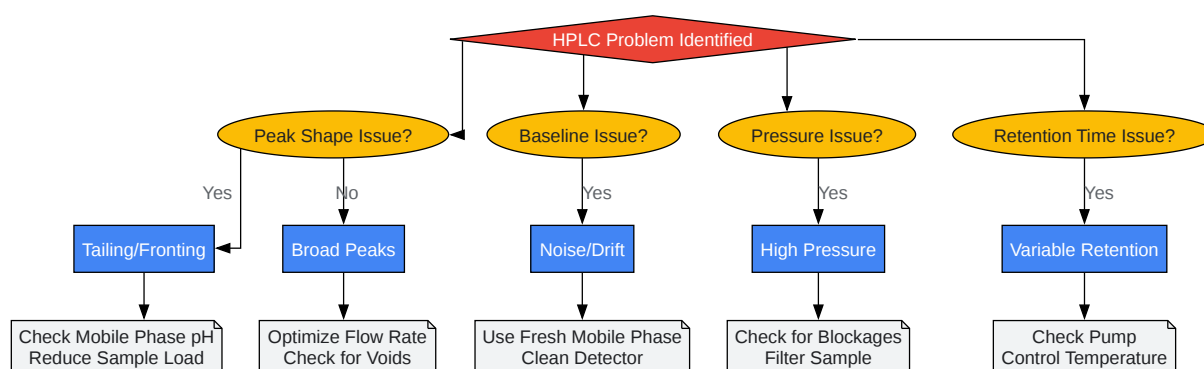 HPLC Problem Identified
Peak Shape Issue?
Baseline Issue?
Pressure Issue?
Retention Time Issue?
Yes
No
Yes
Yes
Yes
Tailing/Fronting
Broad Peaks
Noise/Drift
High Pressure
Variable Retention
Check Mobile Phase pH
Reduce Sample Load
Optimize Flow Rate
Check for Voids
Use Fresh Mobile Phase
Clean Detector
Check for Blockages
Filter Sample
Check Pump
Control Temperature